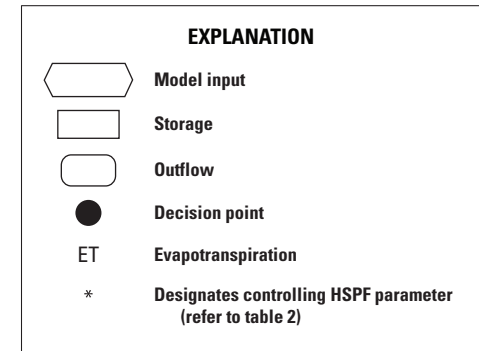 EXPLANATION
Model input
Storage
Outflow
Decision point
ET Evapotranspiration
* Designates controlling HSPF parameter
(refer to table 2)